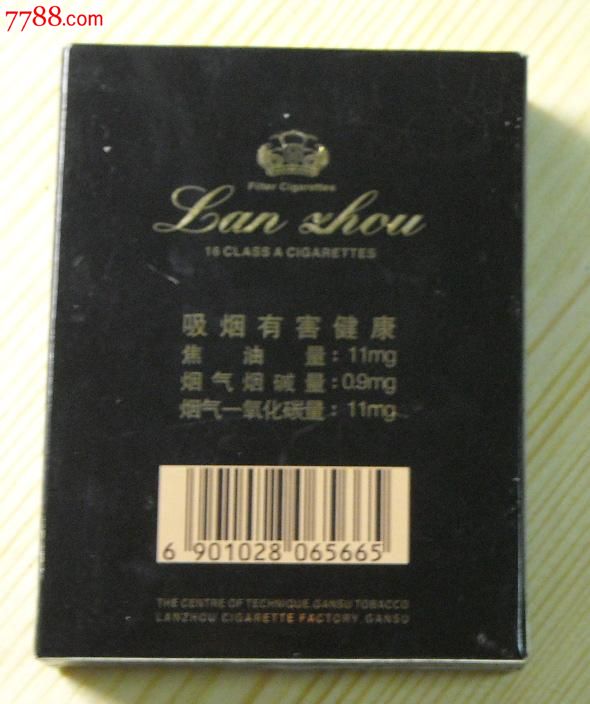 7788.com
Filter Cigarettes
Lan zhou
16 CLASS A CIGARETTES
吸烟有害健康
焦油量：11mg
烟气烟碱量：0.9mg
烟气一氧化碳量：11mg
6 901028 065665
THE CENTRE OF TECHNIQUE.GANSU TOBACCO
LANZHOU CIGARETTE FACTORY.GANSU